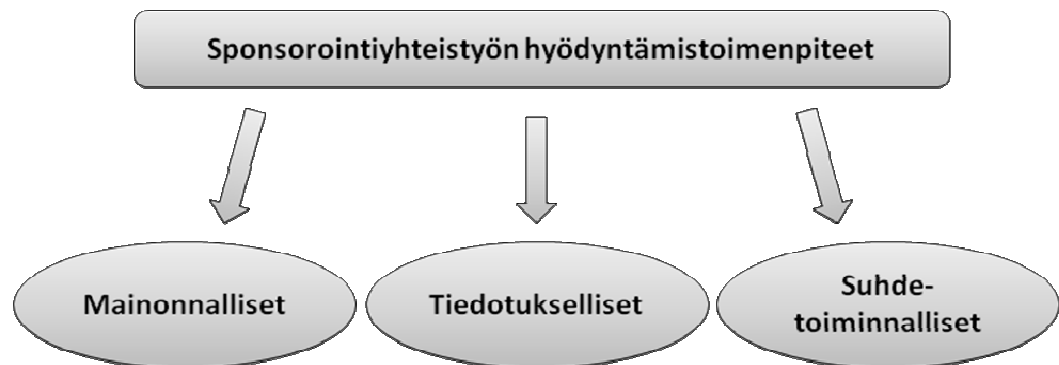 Sponsorointiyhteistyön hyödyntämistoimenpiteet
Mainonnalliset
Tiedotukselliset
Suhde-
toiminnalliset